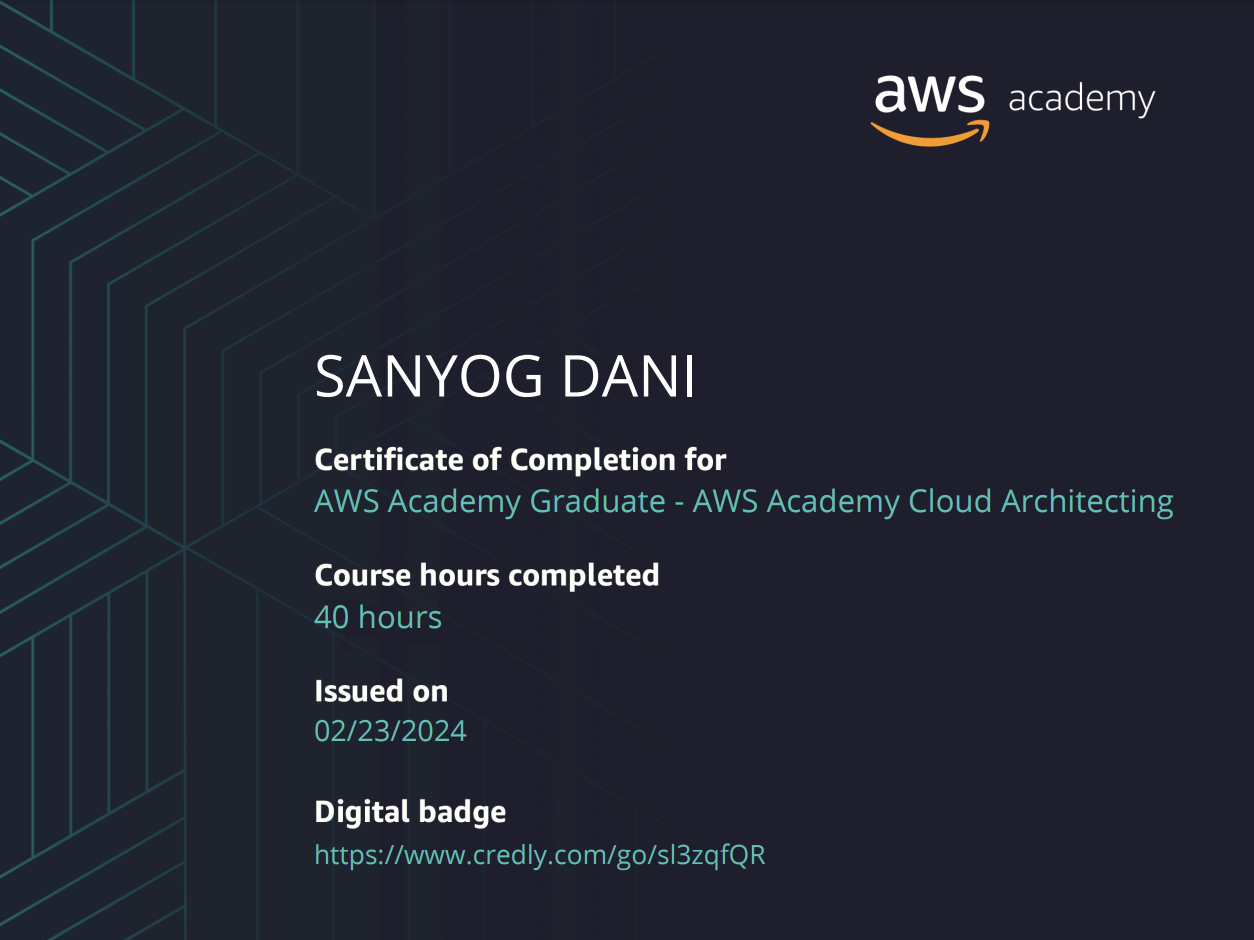 aws academy
SANYOG DANI
Certificate of Completion for
AWS Academy Graduate - AWS Academy Cloud Architecting
Course hours completed
40 hours
Issued on
02/23/2024
Digital badge
https://www.credly.com/go/sl3zqfQR